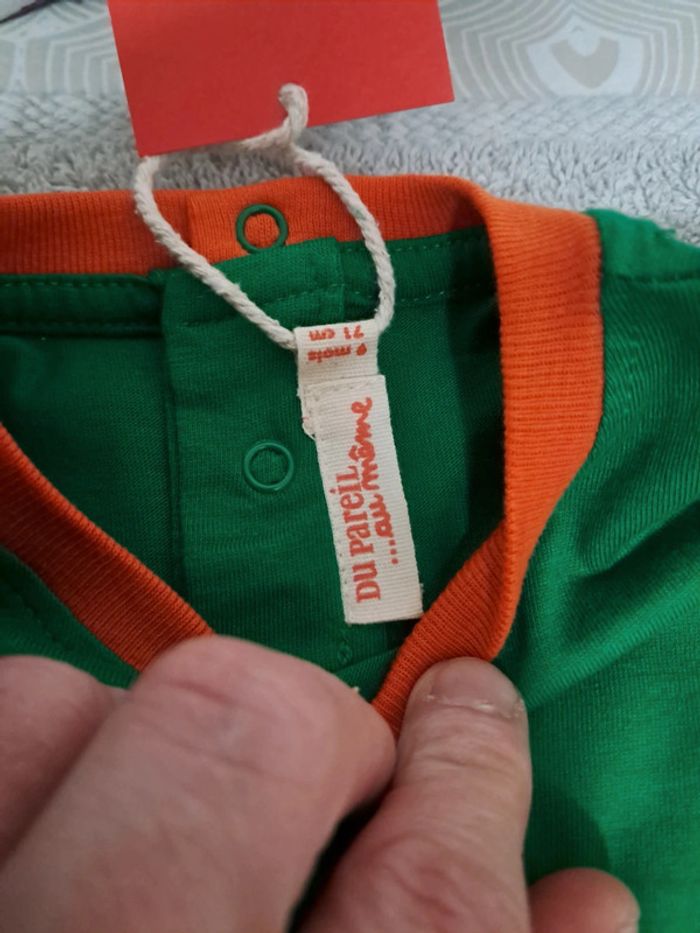 9 mois
71 cm
DU PAREIL
...au même